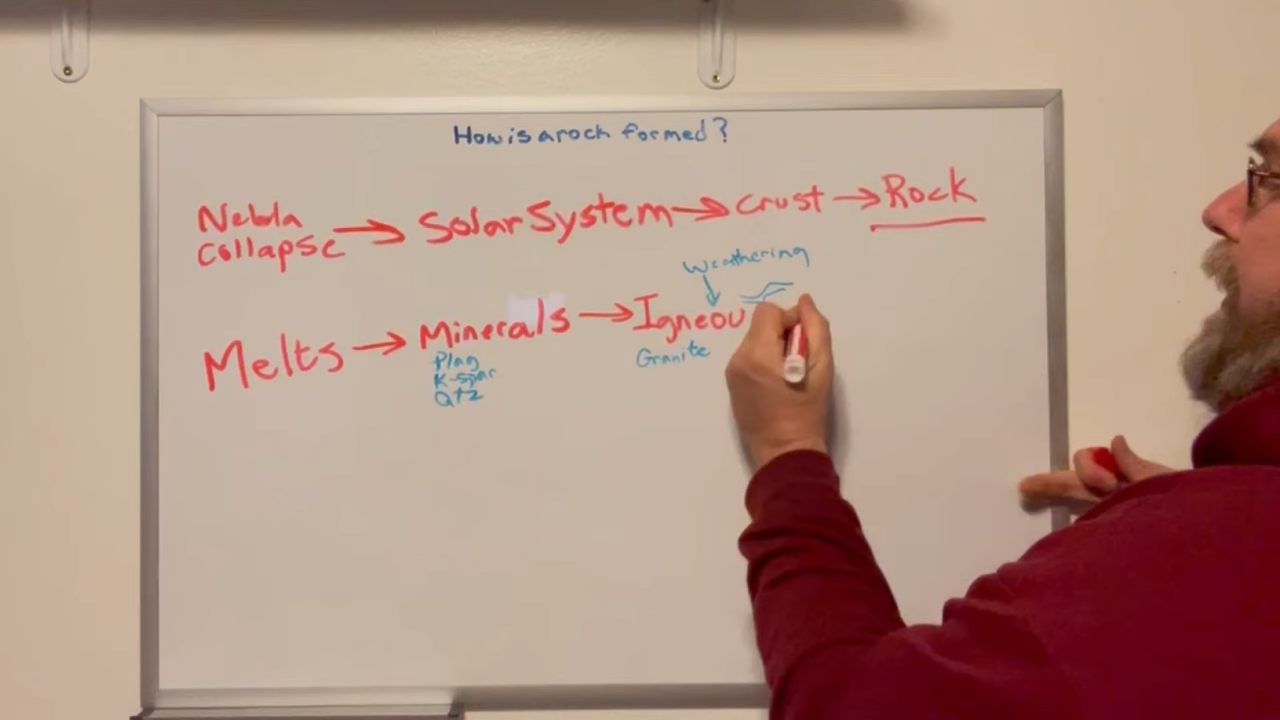 How is a rock formed?
Nebula
Collapse → Solar System → Crust → Rock
Weathering
Melts → Minerals → Igneou
Plag
K-spar
Qtz
Granite